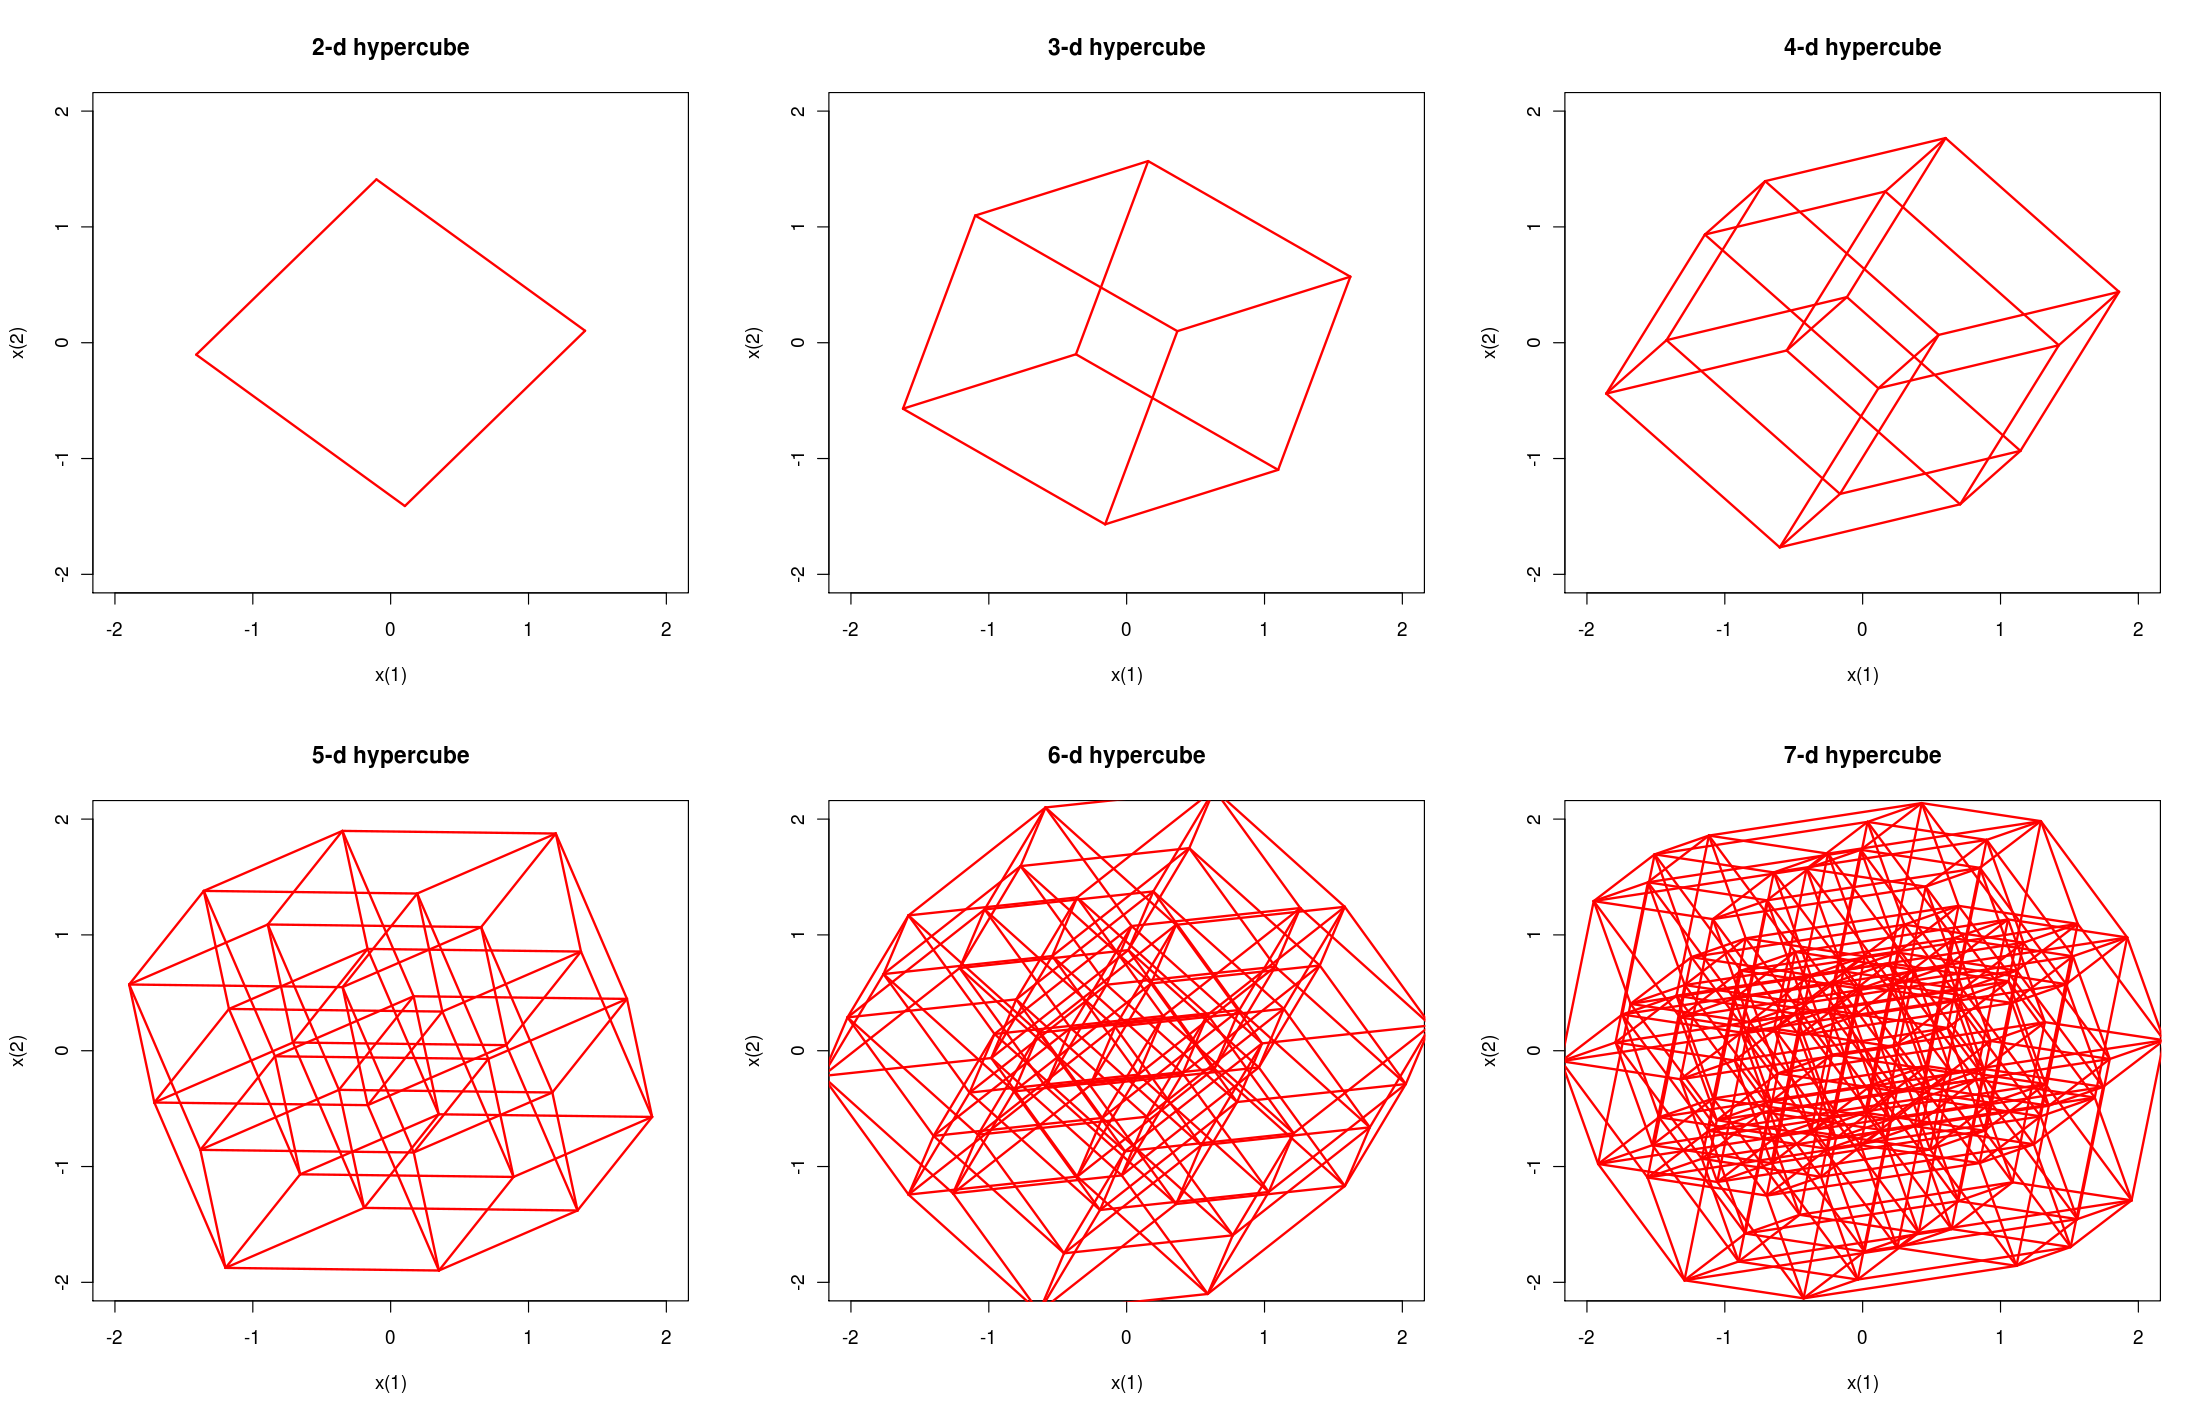 2-d hypercube
x(2)
2
1
0
-1
-2
-2 -1 0 1 2
x(1)
3-d hypercube
x(2)
2
1
0
-1
-2
-2 -1 0 1 2
x(1)
4-d hypercube
x(2)
2
1
0
-1
-2
-2 -1 0 1 2
x(1)
5-d hypercube
x(2)
2
1
0
-1
-2
-2 -1 0 1 2
x(1)
6-d hypercube
x(2)
2
1
0
-1
-2
-2 -1 0 1 2
x(1)
7-d hypercube
x(2)
2
1
0
-1
-2
-2 -1 0 1 2
x(1)